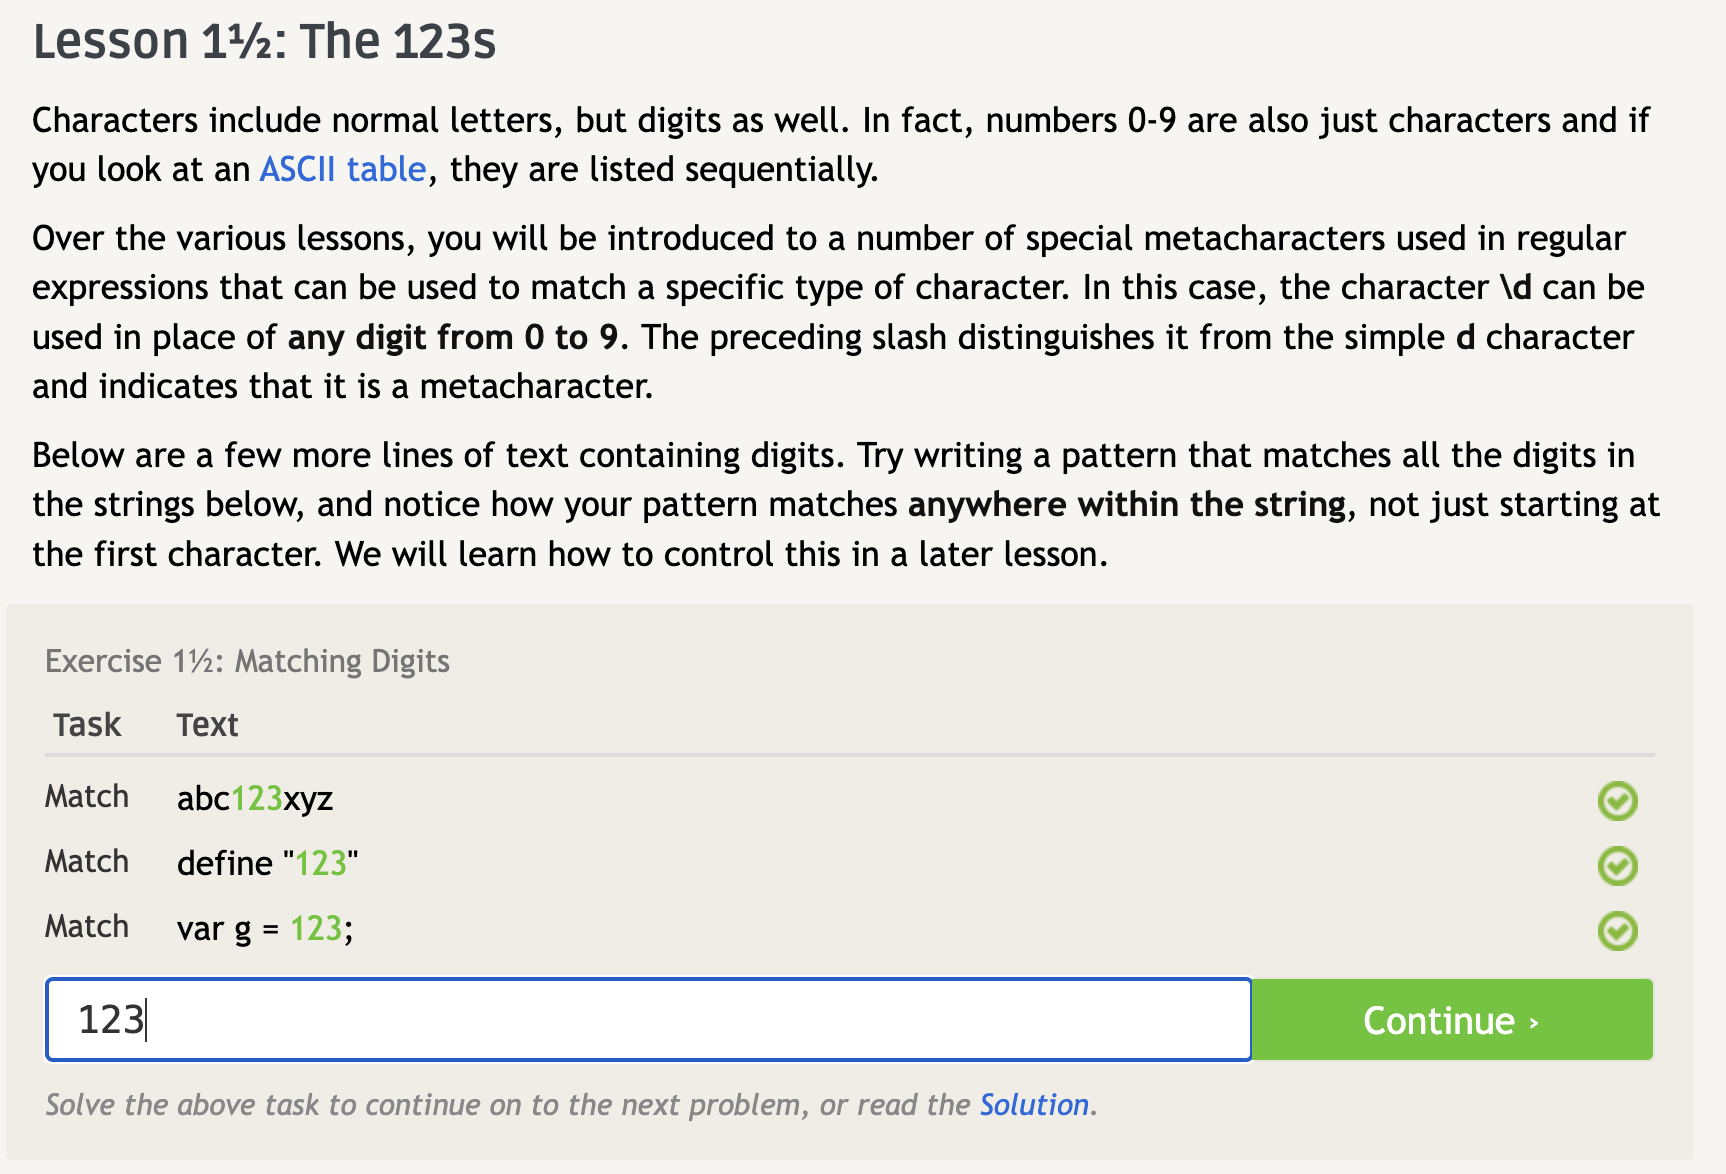 Lesson 1½: The 123s
Characters include normal letters, but digits as well. In fact, numbers 0-9 are also just characters and if
you look at an ASCII table, they are listed sequentially.
Over the various lessons, you will be introduced to a number of special metacharacters used in regular
expressions that can be used to match a specific type of character. In this case, the character \d can be
used in place of any digit from 0 to 9. The preceding slash distinguishes it from the simple d character
and indicates that it is a metacharacter.
Below are a few more lines of text containing digits. Try writing a pattern that matches all the digits in
the strings below, and notice how your pattern matches anywhere within the string, not just starting at
the first character. We will learn how to control this in a later lesson.
Exercise 1½: Matching Digits
Task Text
Match abc123xyz
Match define "123"
Match var g = 123;
123 Continue ›
Solve the above task to continue on to the next problem, or read the Solution.